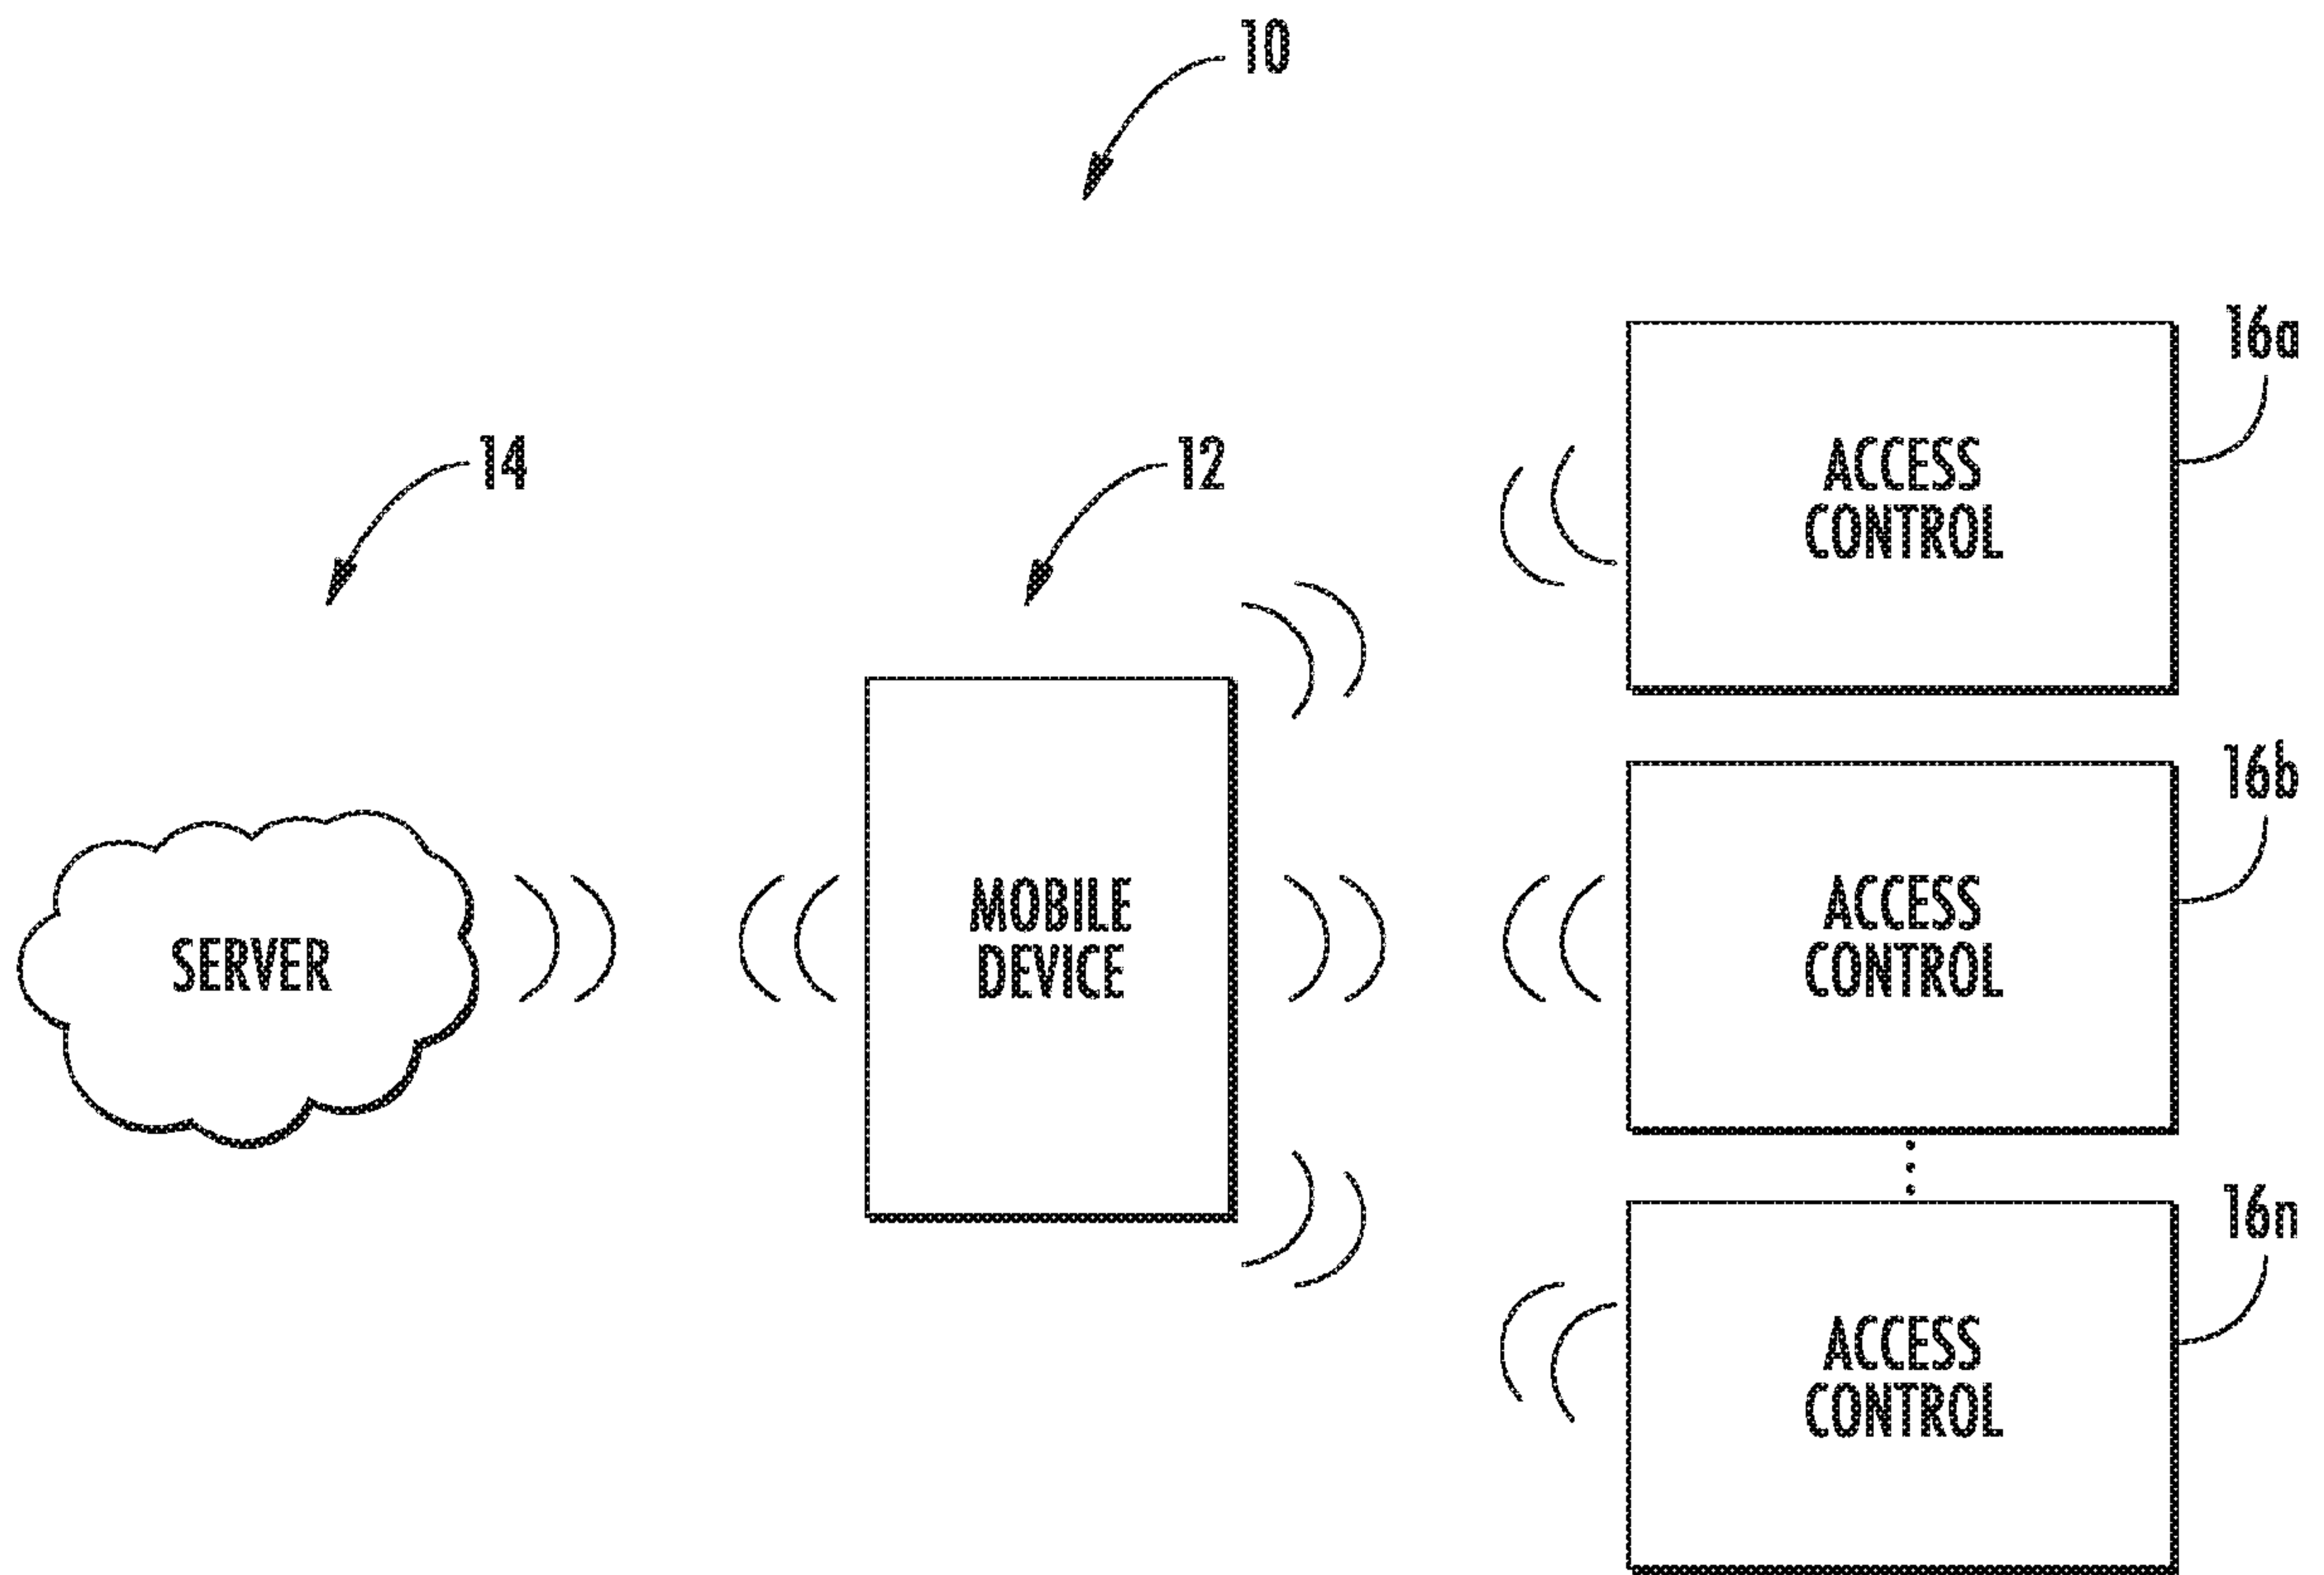 10
16a
14
12
ACCESS
CONTROL
16b
SERVER
MOBILE
DEVICE
ACCESS
CONTROL
16n
ACCESS
CONTROL